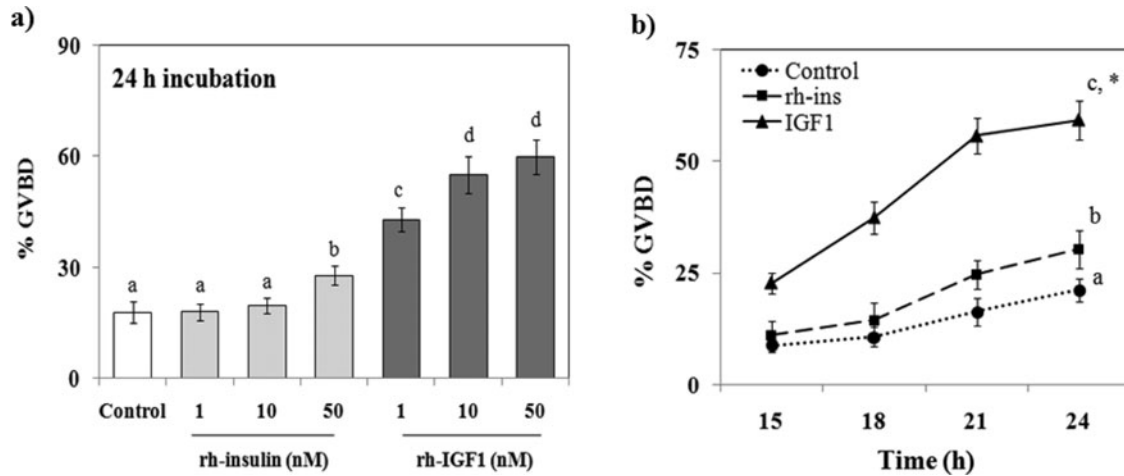 a)
90
60
30
0
% GVBD
24 h incubation
a
a
a
b
c
d
d
Control
1
10
50
1
10
50
rh-insulin (nM)
rh-IGF1 (nM)
b)
75
50
25
0
% GVBD
Control
rh-ins
IGF1
c, *
b
a
15
18
21
24
Time (h)